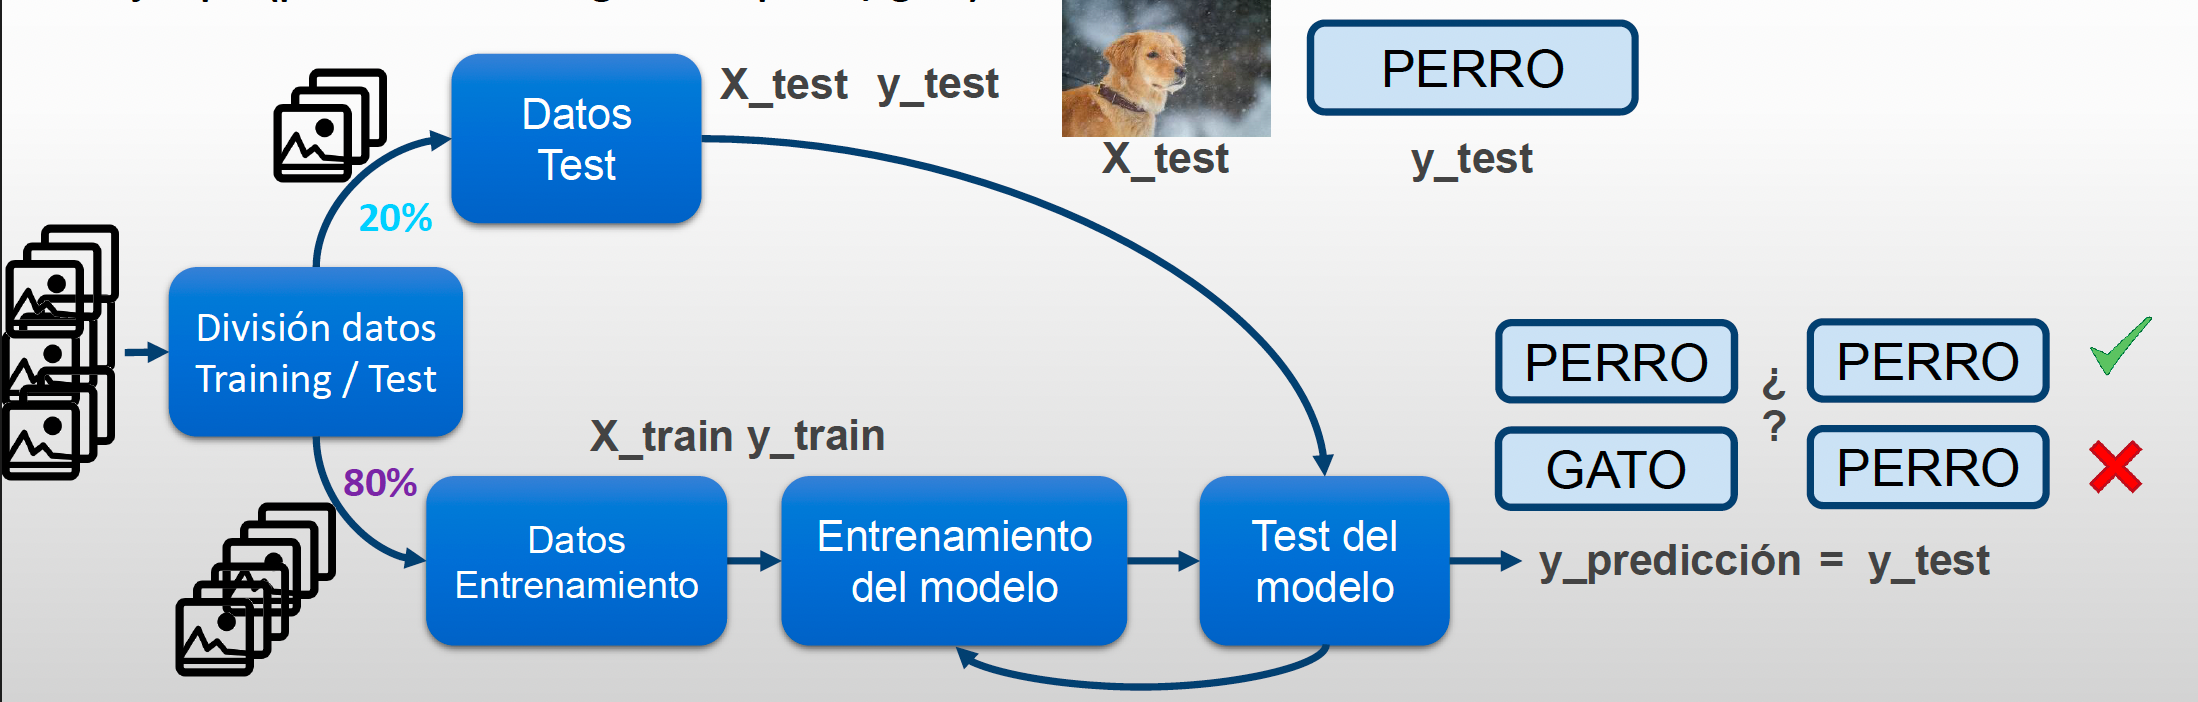 Datos
Test
X_test y_test
PERRO
X_test
y_test
20%
División datos
Training / Test
80%
X_train y_train
Datos
Entrenamiento
Entrenamiento
del modelo
Test del
modelo
PERRO
¿
?
PERRO
GATO
PERRO
y_predicción = y_test